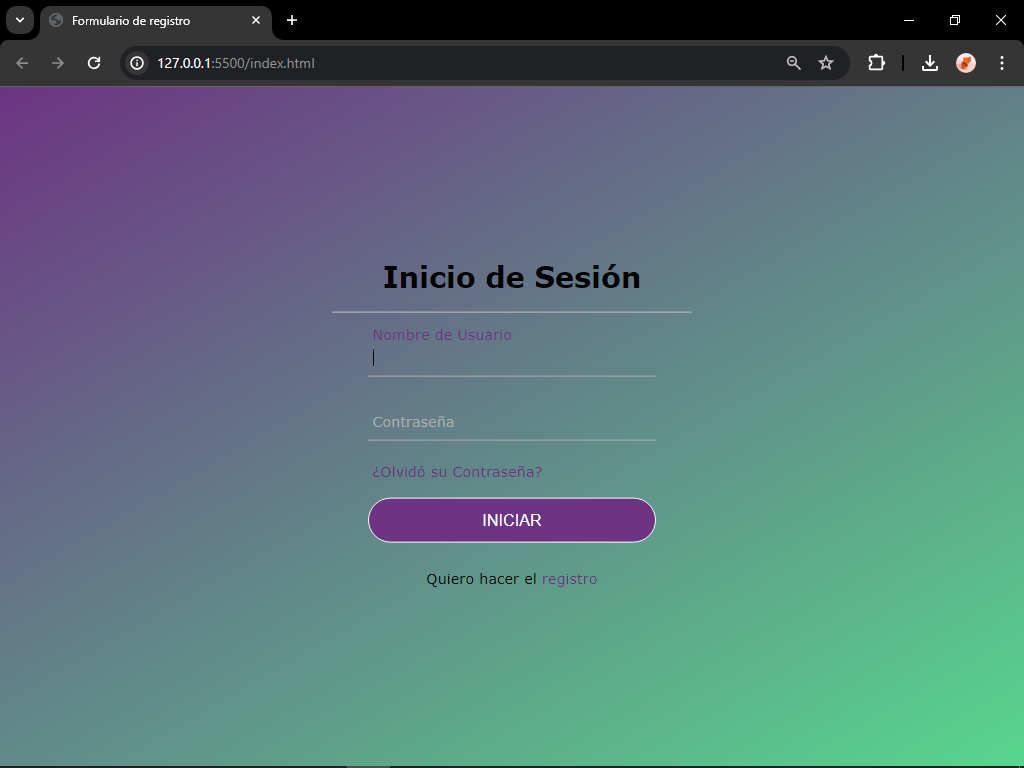 Formulario de registro
127.0.0.1:5500/index.html
Inicio de Sesión
Nombre de Usuario
Contraseña
¿Olvidó su Contraseña?
INICIAR
Quiero hacer el registro